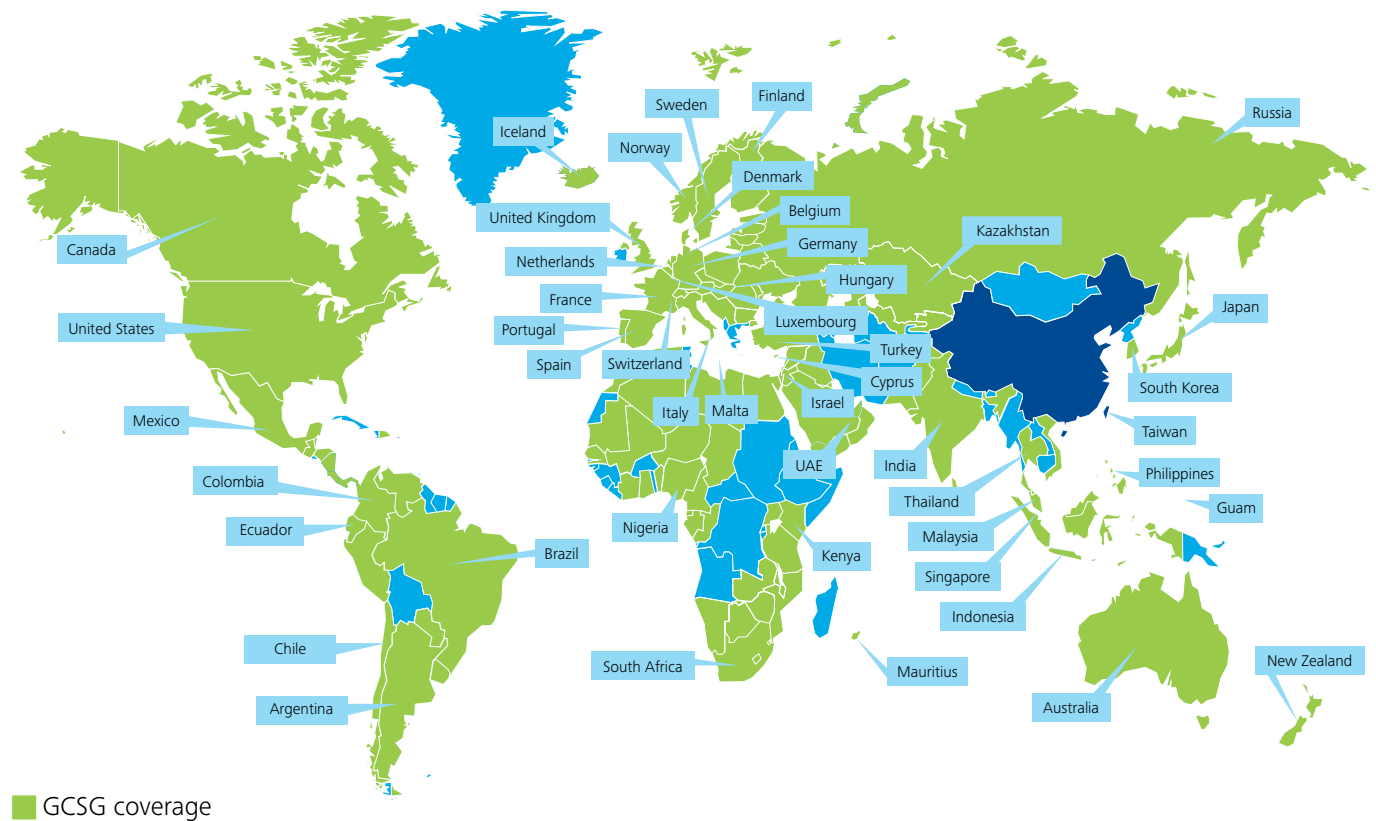 Finland
Sweden
Russia
Iceland
Norway
Denmark
Belgium
United Kingdom
Kazakhstan
Germany
Canada
Netherlands
Hungary
France
Japan
Luxembourg
United States
Portugal
Turkey
Spain
Switzerland
Cyprus
South Korea
Israel
Italy
Malta
Mexico
Taiwan
UAE
India
Philippines
Colombia
Thailand
Guam
Ecuador
Nigeria
Malaysia
Brazil
Kenya
Singapore
Indonesia
Chile
South Africa
New Zealand
Mauritius
Argentina
Australia
GCSG coverage